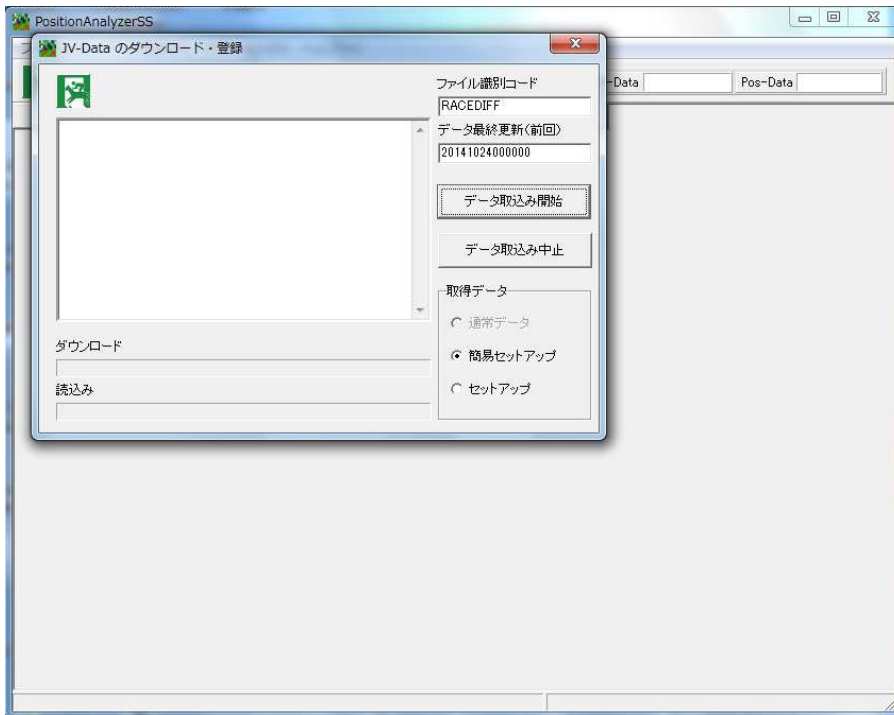 PositionAnalyzerSS
JV-Data のダウンロード・登録
ファイル識別コード
RACEDIFF
-Data
Pos-Data
データ最終更新(前回)
20141024000000
データ取込み開始
データ取込み中止
取得データ
通常データ
簡易セットアップ
セットアップ
ダウンロード
読込み